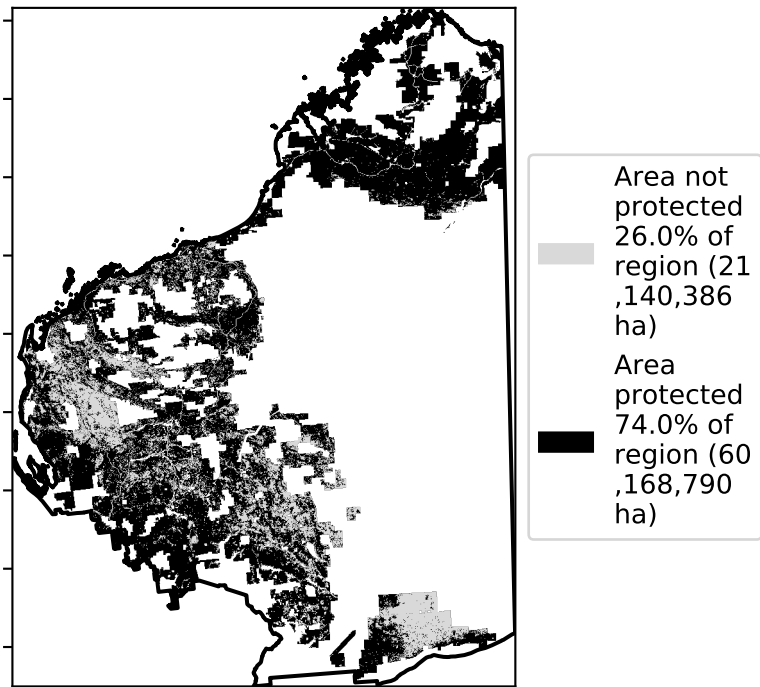 Area not
protected
26.0% of
region (21
,140,386
ha)
Area
protected
74.0% of
region (60
,168,790
ha)